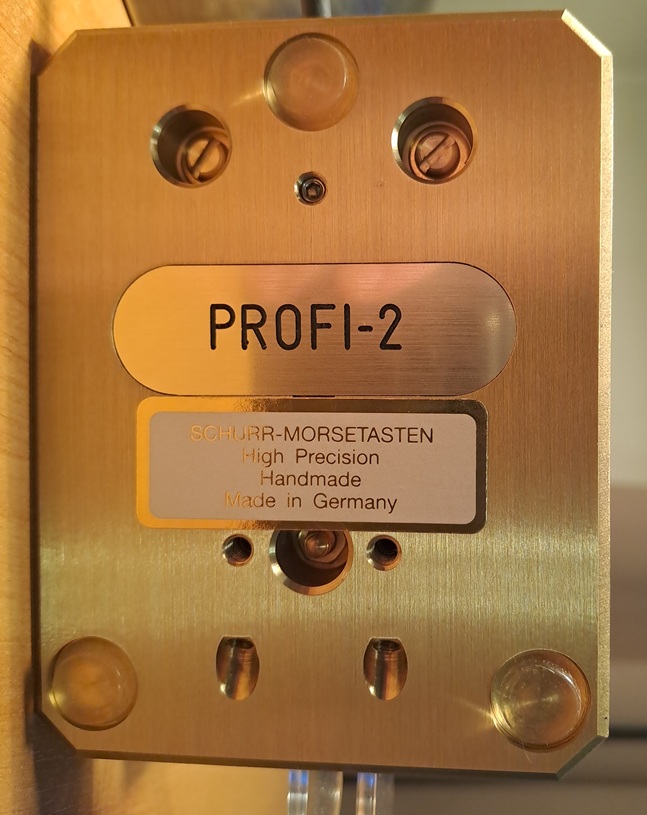 PROFI-2
SCHURR-MORSETASTEN
High Precision
Handmade
Made in Germany